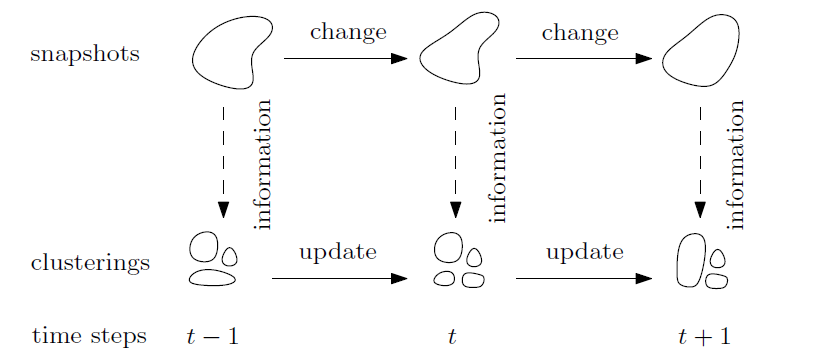 change change
snapshots
information information information
update update
clusterings
time steps t − 1 t t + 1